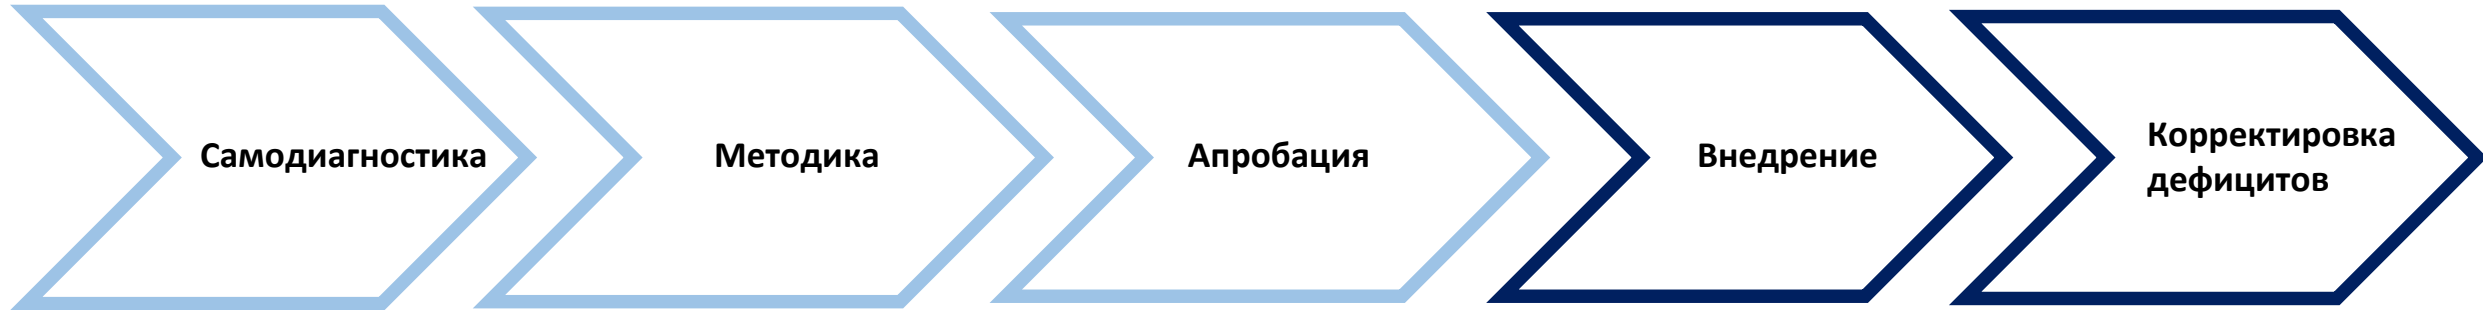 Самодиагностика
Методика
Апробация
Внедрение
Корректировка
дефицитов